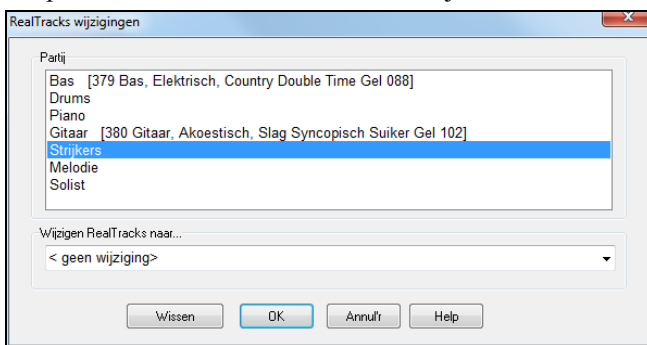 RealTracks wijzigingen
Partij
Bas [379 Bas, Elektrisch, Country Double Time Gel 088]
Drums
Piano
Gitaar [380 Gitaar, Akoestisch, Slag Syncopisch Suiker Gel 102]
Strijkers
Melodie
Solist
Wijzigen RealTracks naar...
< geen wijziging>
Wissen OK Annul'r Help